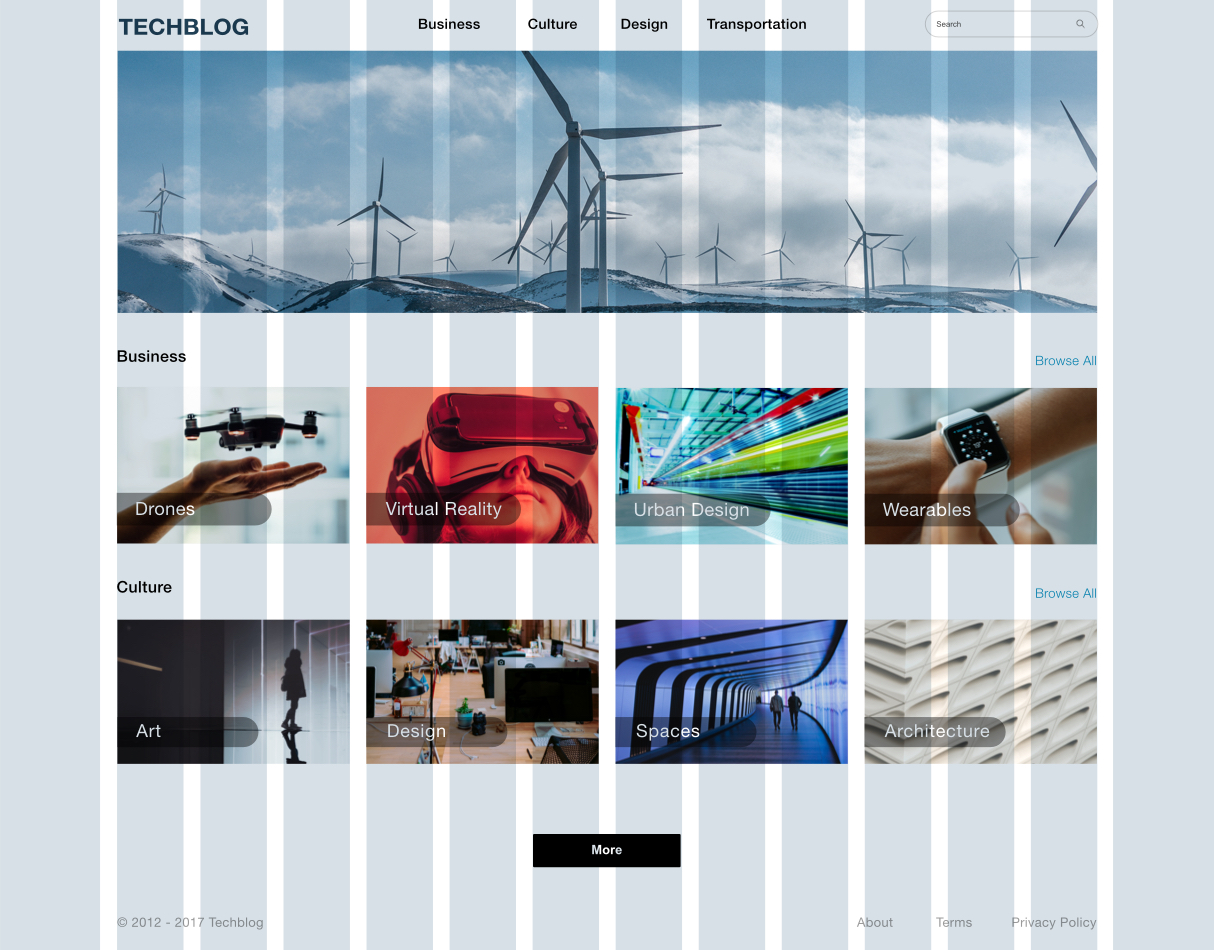 TECHBLOG
Business
Culture
Design
Transportation
Search
Business
Browse All
Drones
Virtual Reality
Urban Design
Wearables
Culture
Browse All
Art
Design
Spaces
Architecture
More
© 2012 - 2017 Techblog
About
Terms
Privacy Policy